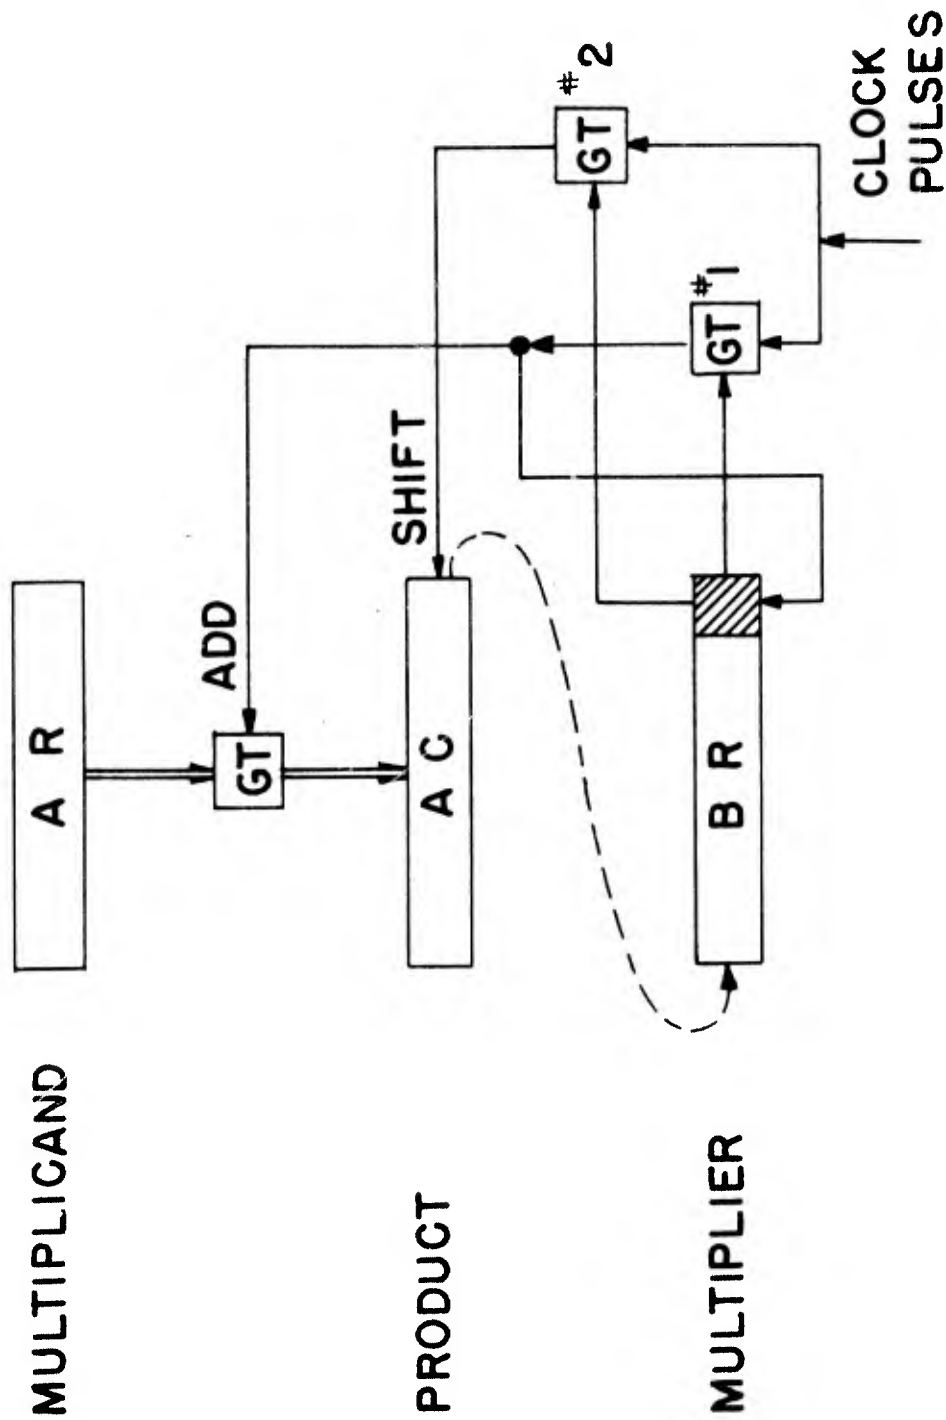 MULTIPLICAND
A R
ADD
GT
PRODUCT
A C
SHIFT
GT
#2
MULTIPLIER
B R
GT
#1
CLOCK
PULSES